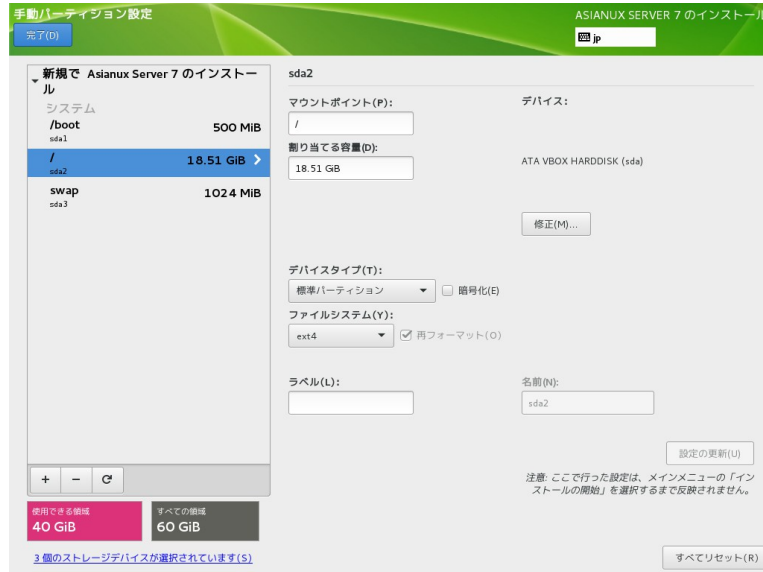 手動パーティション設定
ASIANUX SERVER 7 のインストール
完了(D)
jp
新規で Asianux Server 7 のインストー
ル
システム
/boot
500 MiB
sda1
/
18.51 GiB
sda2
swap
1024 MiB
sda3
sda2
マウントポイント(P):
/
割り当てる容量(D):
18.51 GiB
デバイス:
ATA VBOX HARDDISK (sda)
修正(M)...
デバイスタイプ(T):
標準パーティション
暗号化(E)
ファイルシステム(Y):
ext4
再フォーマット(O)
ラベル(L):
名前(N):
sda2
設定の更新(U)
注意: ここで行った設定は、メインメニューの「イン
ストールの開始」を選択するまで反映されません。
+ −
使用できる領域
40 GiB
すべての領域
60 GiB
3 個のストレージデバイスが選択されています(S)
すべてリセット(R)